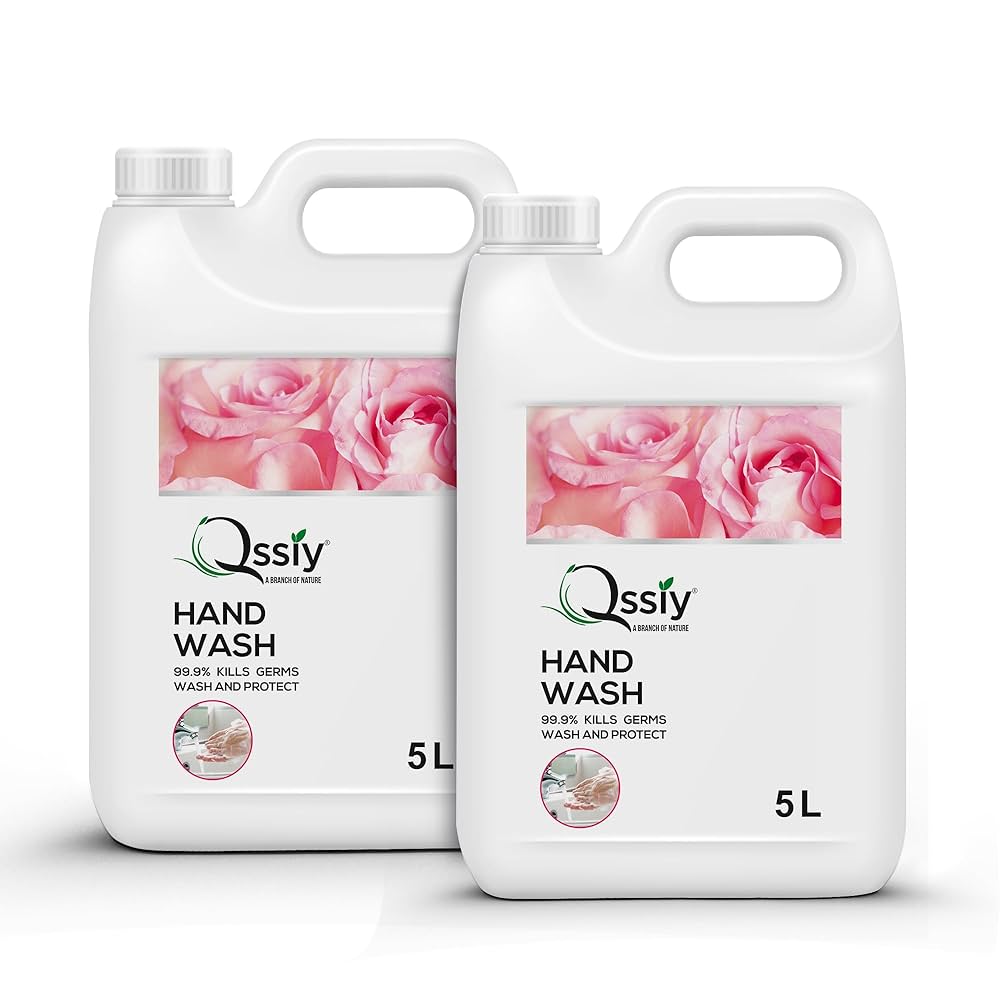 Qssiy®
A BRANCH OF NATURE
HAND
WASH
99.9% KILLS GERMS
WASH AND PROTECT
5 L
Qssiy®
A BRANCH OF NATURE
HAND
WASH
99.9% KILLS GERMS
WASH AND PROTECT
5 L